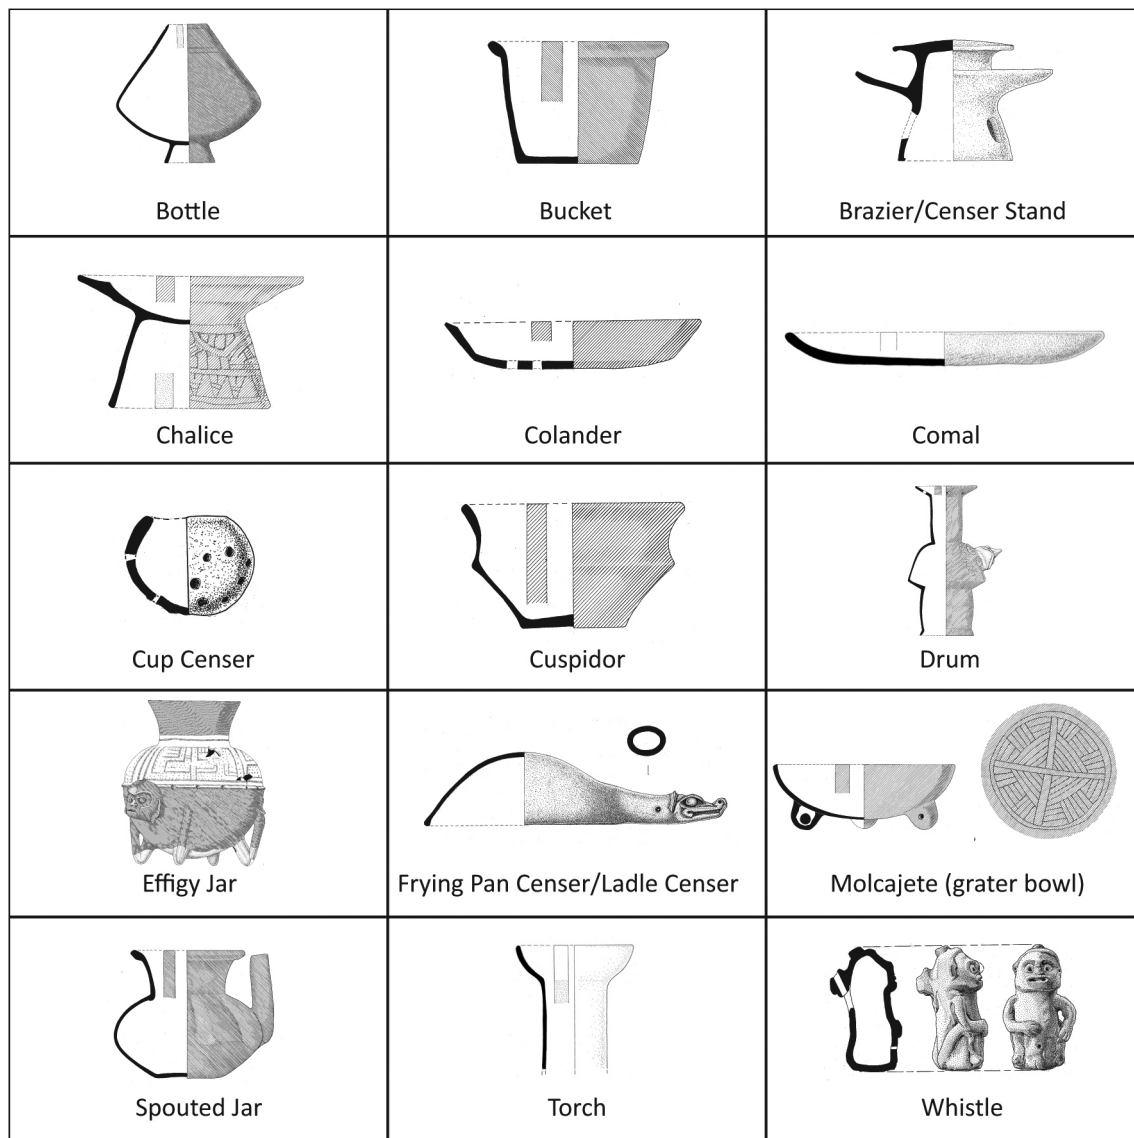 Bottle
Bucket
Brazier/Censer Stand
Chalice
Colander
Comal
Cup Censer
Cuspidor
Drum
Effigy Jar
Frying Pan Censer/Ladle Censer
Molcajete (grater bowl)
Spouted Jar
Torch
Whistle